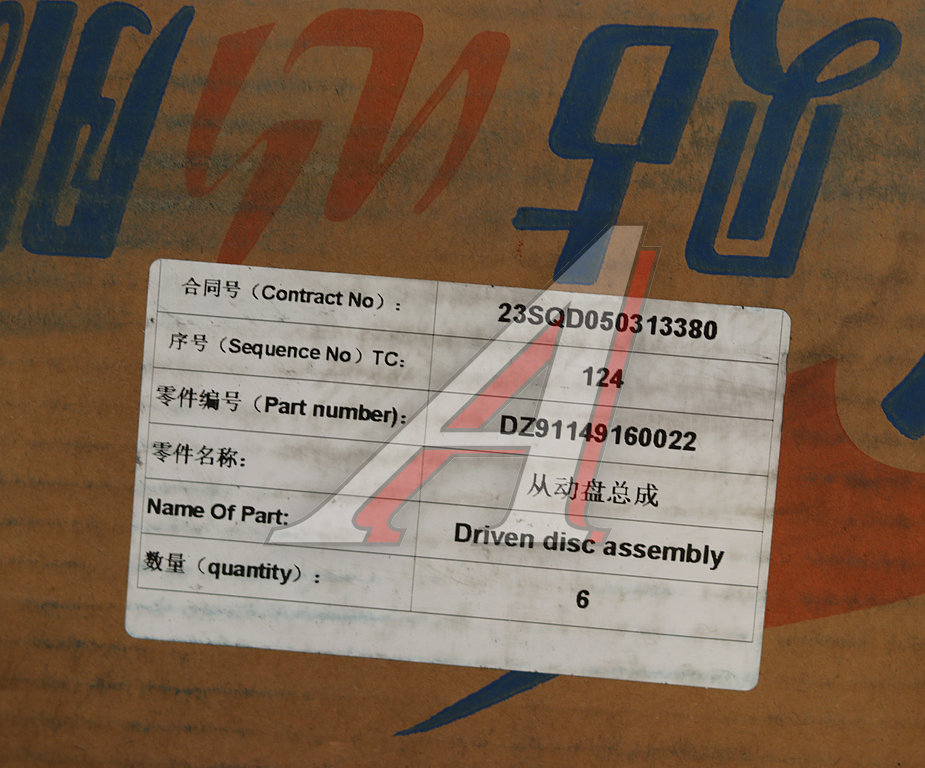 合同号（Contract No）： 23SQD050313380
序号（Sequence No）TC： 124
零件编号（Part number)： DZ91149160022
零件名称： 从动盘总成
Name Of Part: Driven disc assembly
数量（quantity）： 6